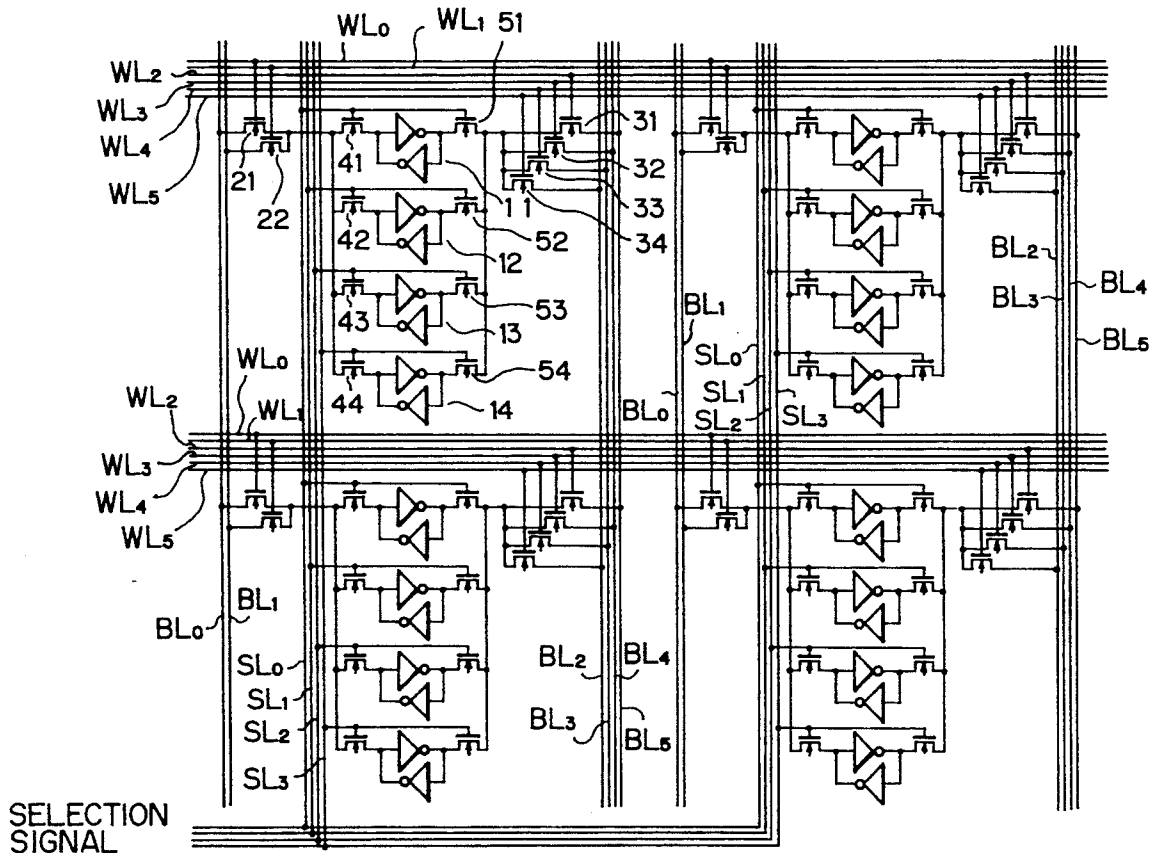 WL0
WL1
51
WL2
WL3
WL4
WL5
21
22
41
11
31
32
33
34
42
12
52
43
13
53
44
14
54
BL2
BL3
BL4
BL5
BL1
BL0
SL0
SL1
SL2
SL3
WL0
WL2
WL1
WL3
WL4
WL5
BL0
BL1
SL0
SL1
SL2
SL3
BL2
BL4
BL3
BL5
SELECTION
SIGNAL